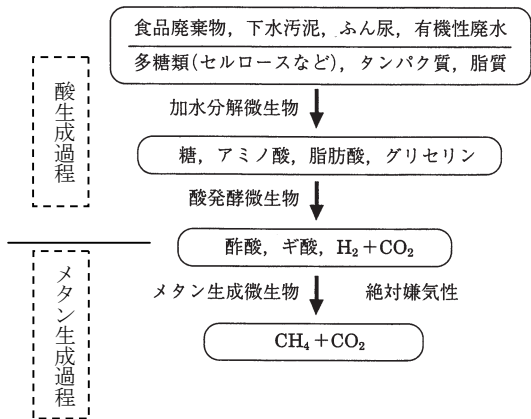 食品廃棄物，下水汚泥，ふん尿，有機性廃水
多糖類(セルロースなど)，タンパク質，脂質
加水分解微生物
酸生成過程
糖，アミノ酸，脂肪酸，グリセリン
酸発酵微生物
酢酸，ギ酸，H₂＋CO₂
メタン生成微生物　絶対嫌気性
メタン生成過程
CH₄＋CO₂